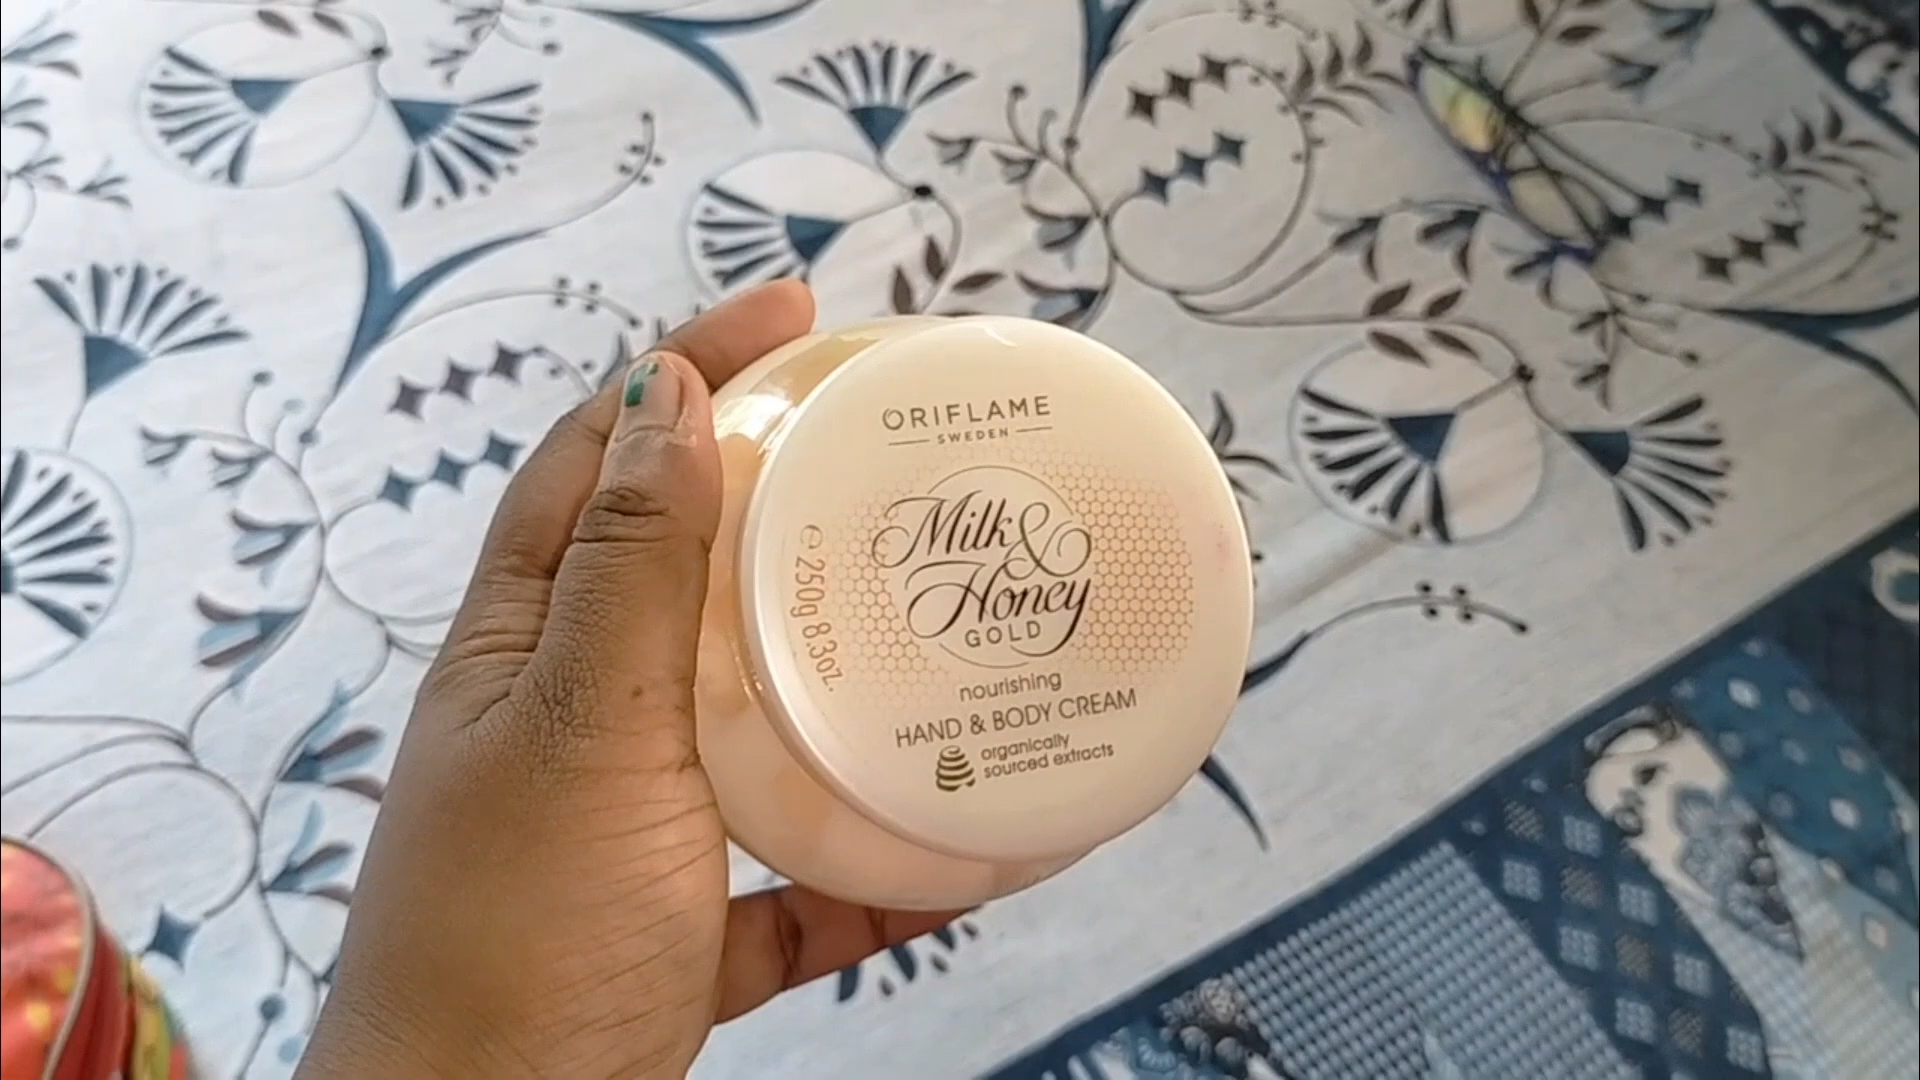 ORIFLAME
SWEDEN
Milk &
Honey
GOLD
nourishing
HAND & BODY CREAM
organically
sourced extracts
℮ 250g 8.3oz.